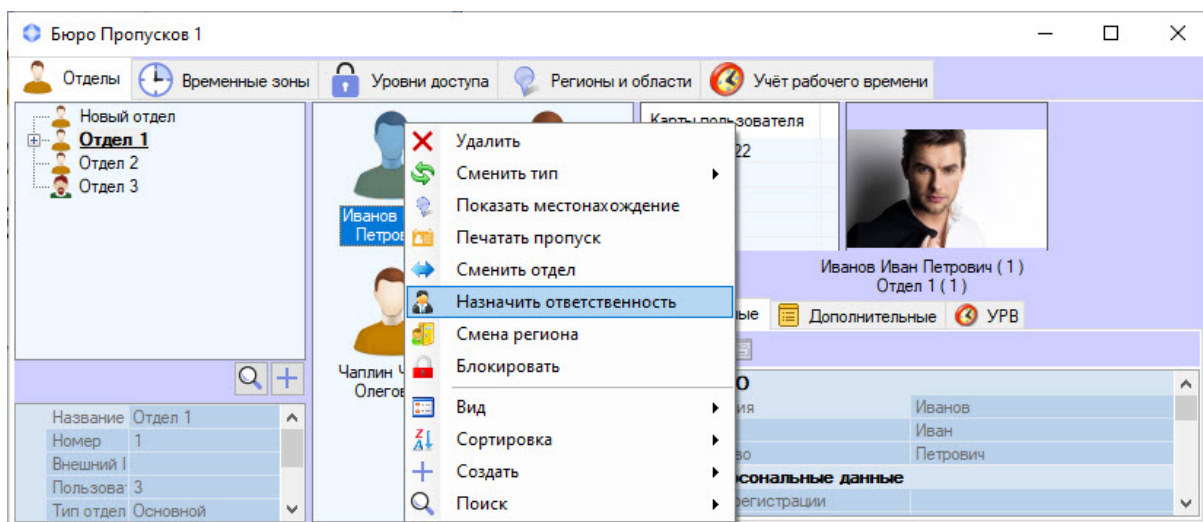 Бюро Пропусков 1
Отделы
Временные зоны
Уровни доступа
Регионы и области
Учёт рабочего времени
Новый отдел
Отдел 1
Отдел 2
Отдел 3
Иванов
Карты пользователя
22
Удалить
Сменить тип
Показать местонахождение
Печатать пропуск
Сменить отдел
Назначить ответственность
Смена региона
Блокировать
Вид
Сортировка
Создать
Поиск
Чаплин
Иванов Иван Петрович ( 1 )
Отдел 1 ( 1 )
Дополнительные
УРВ
Название Отдел 1
Номер 1
Внешний I
Пользова 3
Тип отдел Основной
Иванов
Иван
Петрович
данные